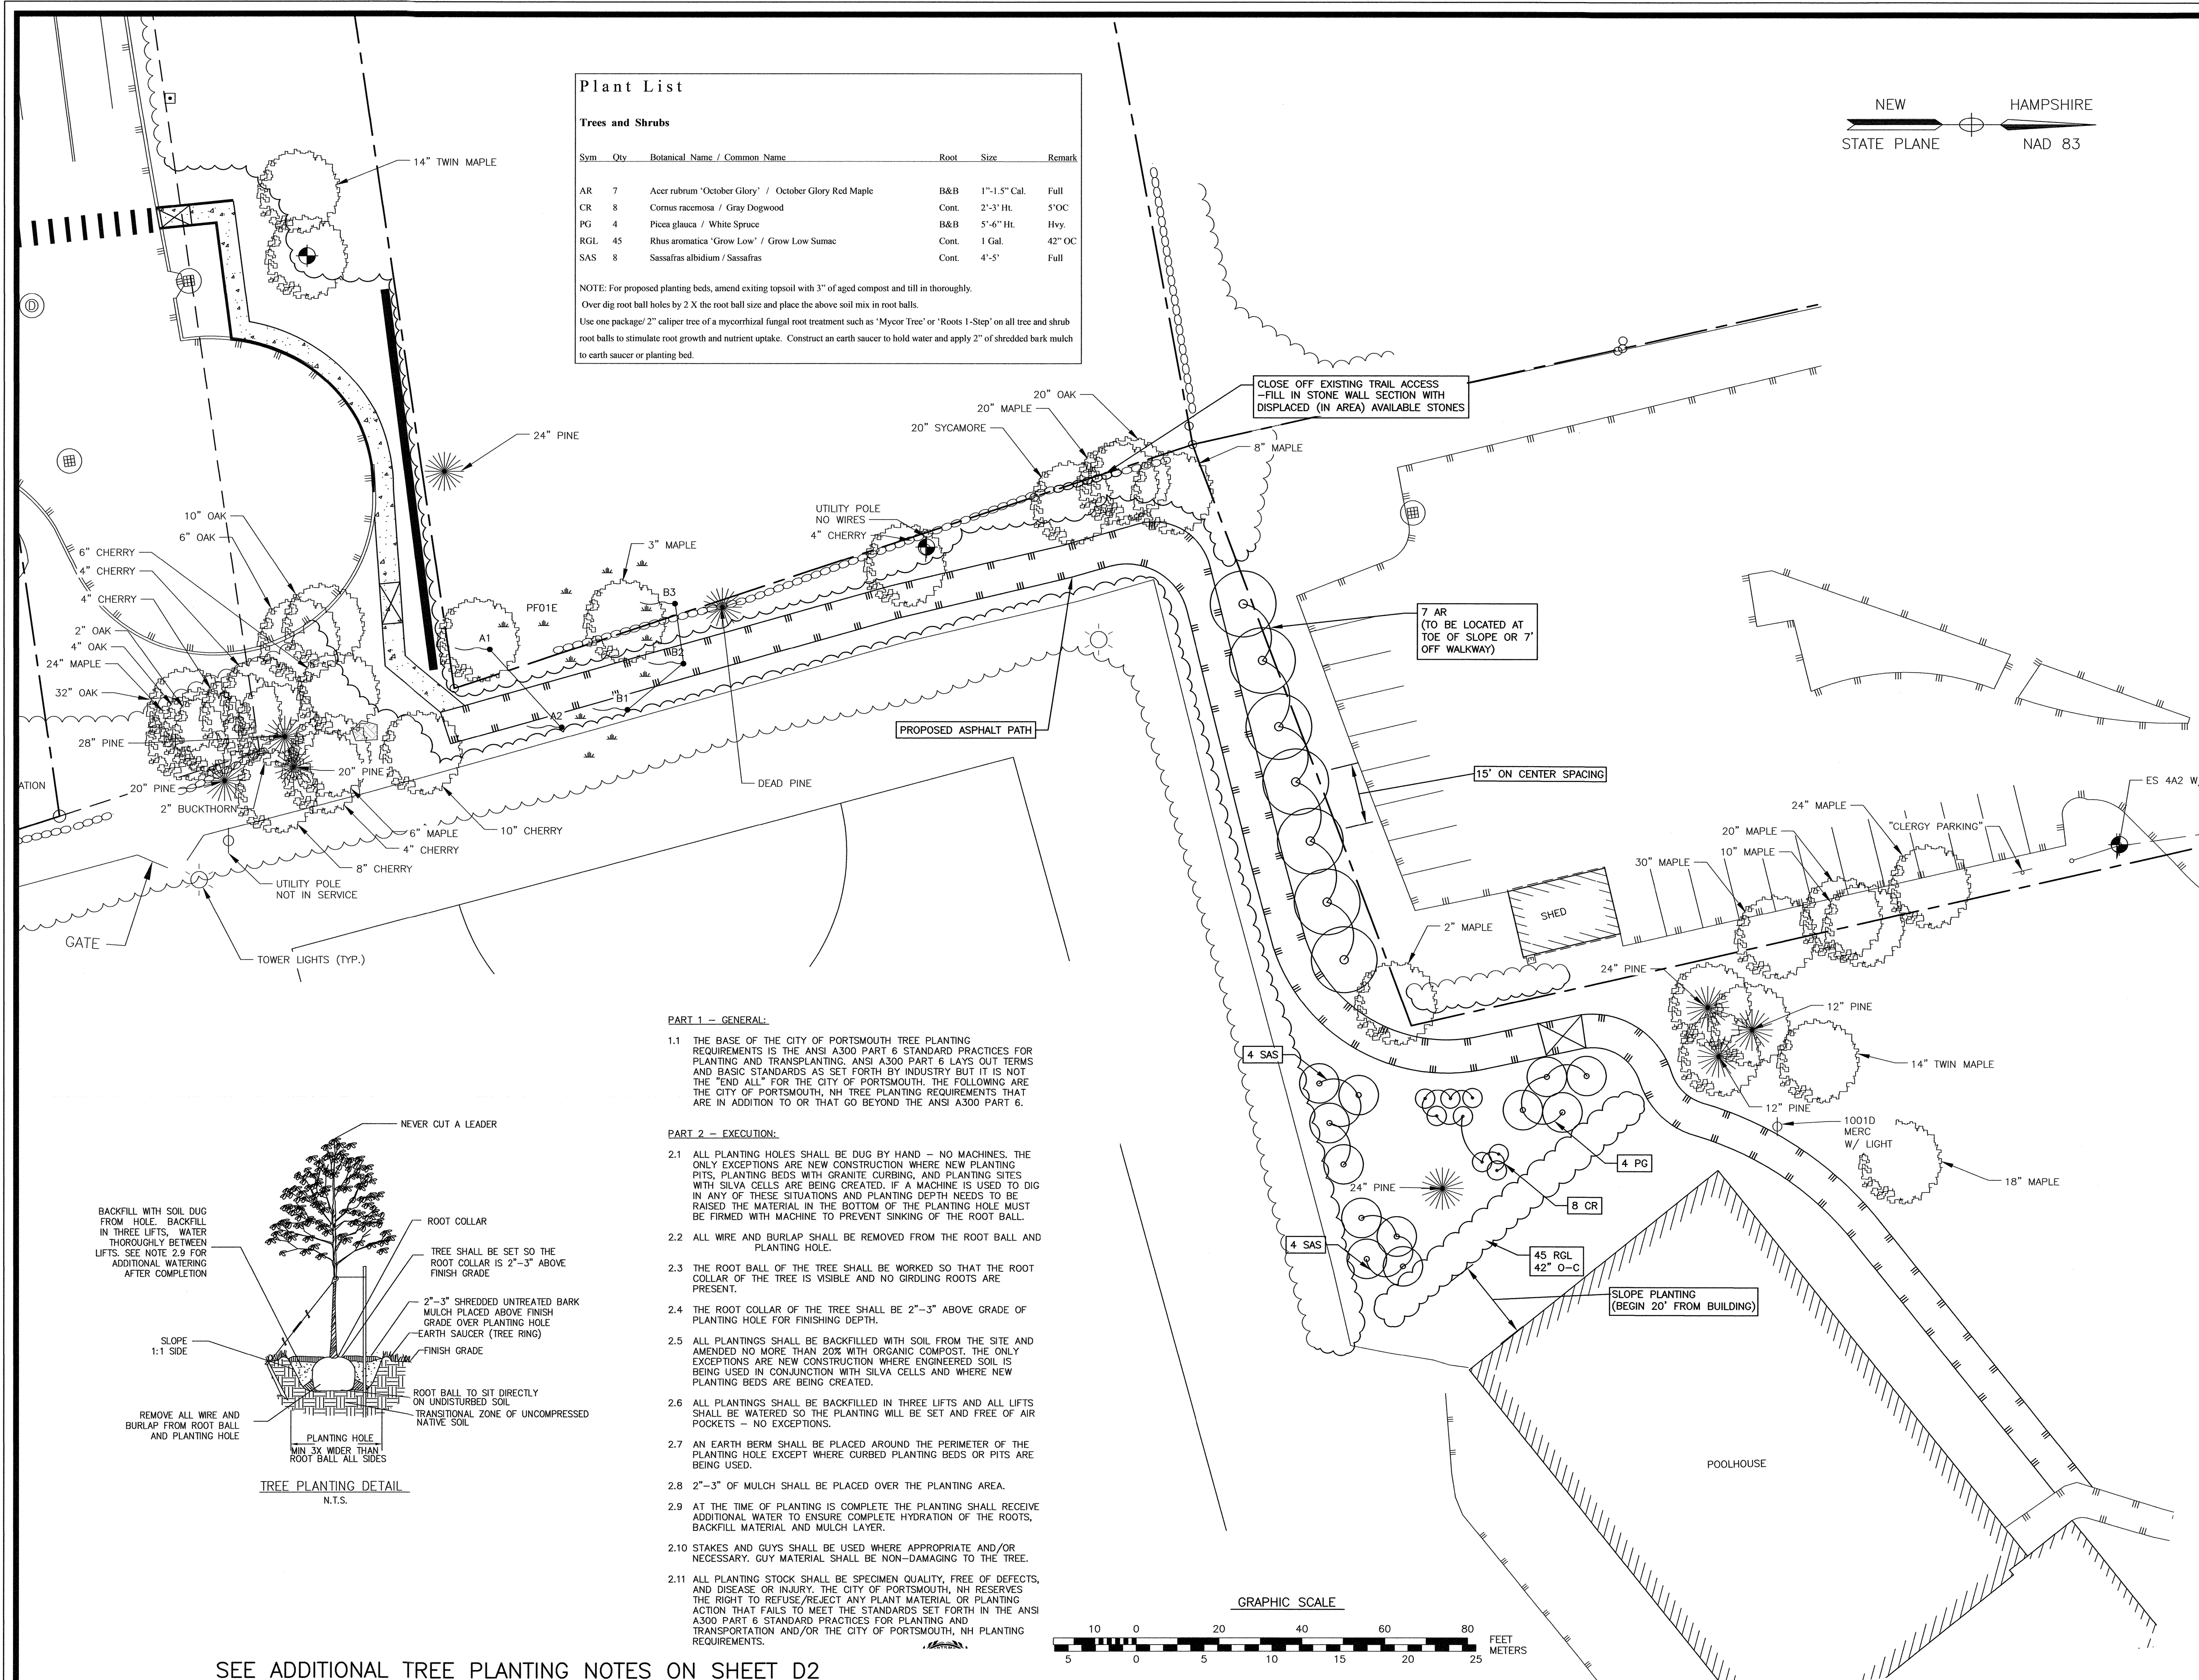 Plant List
Trees and Shrubs
Sym Qty Botanical Name / Common Name Root Size Remark
AR 7 Acer rubrum 'October Glory' / October Glory Red Maple B&B 1"-1.5" Cal. Full
CR 8 Cornus racemosa / Gray Dogwood Cont. 2'-3' Ht. 5'OC
PG 4 Picea glauca / White Spruce B&B 5'-6" Ht. Hvy.
RGL 45 Rhus aromatica 'Grow Low' / Grow Low Sumac Cont. 1 Gal. 42" OC
SAS 8 Sassafras albidium / Sassafras Cont. 4'-5' Full
NOTE: For proposed planting beds, amend exiting topsoil with 3" of aged compost and till in thoroughly.
Over dig root ball holes by 2 X the root ball size and place the above soil mix in root balls.
Use one package/ 2" caliper tree of a mycorrhizal fungal root treatment such as 'Mycor Tree' or 'Roots 1-Step' on all tree and shrub
root balls to stimulate root growth and nutrient uptake. Construct an earth saucer to hold water and apply 2" of shredded bark mulch
to earth saucer or planting bed.
NEW HAMPSHIRE
STATE PLANE NAD 83
14" TWIN MAPLE
D
24" PINE
CLOSE OFF EXISTING TRAIL ACCESS
-FILL IN STONE WALL SECTION WITH
DISPLACED (IN AREA) AVAILABLE STONES
20" OAK
20" MAPLE
20" SYCAMORE
8" MAPLE
UTILITY POLE
NO WIRES
4" CHERRY
3" MAPLE
10" OAK
6" OAK
6" CHERRY
4" CHERRY
4" CHERRY
2" OAK
4" OAK
24" MAPLE
32" OAK
28" PINE
20" PINE
20" PINE
2" BUCKTHORN
PF01E
A1
A2
B1
B2
B3
ATION
6" MAPLE
4" CHERRY
8" CHERRY
10" CHERRY
UTILITY POLE
NOT IN SERVICE
GATE
TOWER LIGHTS (TYP.)
DEAD PINE
PROPOSED ASPHALT PATH
7 AR
(TO BE LOCATED AT
TOE OF SLOPE OR 7'
OFF WALKWAY)
15' ON CENTER SPACING
ES 4A2 W
24" MAPLE
20" MAPLE
10" MAPLE
30" MAPLE
"CLERGY PARKING"
SHED
2" MAPLE
24" PINE
12" PINE
14" TWIN MAPLE
12" PINE
1001D
MERC
W/ LIGHT
18" MAPLE
4 SAS
4 PG
24" PINE
8 CR
4 SAS
45 RGL
42" O-C
SLOPE PLANTING
(BEGIN 20' FROM BUILDING)
POOLHOUSE
PART 1 - GENERAL:
1.1 THE BASE OF THE CITY OF PORTSMOUTH TREE PLANTING
REQUIREMENTS IS THE ANSI A300 PART 6 STANDARD PRACTICES FOR
PLANTING AND TRANSPLANTING. ANSI A300 PART 6 LAYS OUT TERMS
AND BASIC STANDARDS AS SET FORTH BY INDUSTRY BUT IT IS NOT
THE "END ALL" FOR THE CITY OF PORTSMOUTH. THE FOLLOWING ARE
THE CITY OF PORTSMOUTH, NH TREE PLANTING REQUIREMENTS THAT
ARE IN ADDITION TO OR THAT GO BEYOND THE ANSI A300 PART 6.
PART 2 - EXECUTION:
2.1 ALL PLANTING HOLES SHALL BE DUG BY HAND - NO MACHINES. THE
ONLY EXCEPTIONS ARE NEW CONSTRUCTION WHERE NEW PLANTING
PITS, PLANTING BEDS WITH GRANITE CURBING, AND PLANTING SITES
WITH SILVA CELLS ARE BEING CREATED. IF A MACHINE IS USED TO DIG
IN ANY OF THESE SITUATIONS AND PLANTING DEPTH NEEDS TO BE
RAISED THE MATERIAL IN THE BOTTOM OF THE PLANTING HOLE MUST
BE FIRMED WITH MACHINE TO PREVENT SINKING OF THE ROOT BALL.
2.2 ALL WIRE AND BURLAP SHALL BE REMOVED FROM THE ROOT BALL AND
PLANTING HOLE.
2.3 THE ROOT BALL OF THE TREE SHALL BE WORKED SO THAT THE ROOT
COLLAR OF THE TREE IS VISIBLE AND NO GIRDLING ROOTS ARE
PRESENT.
2.4 THE ROOT COLLAR OF THE TREE SHALL BE 2"-3" ABOVE GRADE OF
PLANTING HOLE FOR FINISHING DEPTH.
2.5 ALL PLANTINGS SHALL BE BACKFILLED WITH SOIL FROM THE SITE AND
AMENDED NO MORE THAN 20% WITH ORGANIC COMPOST. THE ONLY
EXCEPTIONS ARE NEW CONSTRUCTION WHERE ENGINEERED SOIL IS
BEING USED IN CONJUNCTION WITH SILVA CELLS AND WHERE NEW
PLANTING BEDS ARE BEING CREATED.
2.6 ALL PLANTINGS SHALL BE BACKFILLED IN THREE LIFTS AND ALL LIFTS
SHALL BE WATERED SO THE PLANTING WILL BE SET AND FREE OF AIR
POCKETS - NO EXCEPTIONS.
2.7 AN EARTH BERM SHALL BE PLACED AROUND THE PERIMETER OF THE
PLANTING HOLE EXCEPT WHERE CURBED PLANTING BEDS OR PITS ARE
BEING USED.
2.8 2"-3" OF MULCH SHALL BE PLACED OVER THE PLANTING AREA.
2.9 AT THE TIME OF PLANTING IS COMPLETE THE PLANTING SHALL RECEIVE
ADDITIONAL WATER TO ENSURE COMPLETE HYDRATION OF THE ROOTS,
BACKFILL MATERIAL AND MULCH LAYER.
2.10 STAKES AND GUYS SHALL BE USED WHERE APPROPRIATE AND/OR
NECESSARY. GUY MATERIAL SHALL BE NON-DAMAGING TO THE TREE.
2.11 ALL PLANTING STOCK SHALL BE SPECIMEN QUALITY, FREE OF DEFECTS,
AND DISEASE OR INJURY. THE CITY OF PORTSMOUTH, NH RESERVES
THE RIGHT TO REFUSE/REJECT ANY PLANT MATERIAL OR PLANTING
ACTION THAT FAILS TO MEET THE STANDARDS SET FORTH IN THE ANSI
A300 PART 6 STANDARD PRACTICES FOR PLANTING AND
TRANSPORTATION AND/OR THE CITY OF PORTSMOUTH, NH PLANTING
REQUIREMENTS.
NEVER CUT A LEADER
BACKFILL WITH SOIL DUG
FROM HOLE. BACKFILL
IN THREE LIFTS, WATER
THOROUGHLY BETWEEN
LIFTS. SEE NOTE 2.9 FOR
ADDITIONAL WATERING
AFTER COMPLETION
ROOT COLLAR
TREE SHALL BE SET SO THE
ROOT COLLAR IS 2"-3" ABOVE
FINISH GRADE
2"-3" SHREDDED UNTREATED BARK
MULCH PLACED ABOVE FINISH
GRADE OVER PLANTING HOLE
EARTH SAUCER (TREE RING)
SLOPE
1:1 SIDE
FINISH GRADE
ROOT BALL TO SIT DIRECTLY
ON UNDISTURBED SOIL
TRANSITIONAL ZONE OF UNCOMPRESSED
NATIVE SOIL
REMOVE ALL WIRE AND
BURLAP FROM ROOT BALL
AND PLANTING HOLE
PLANTING HOLE
MIN 3X WIDER THAN
ROOT BALL ALL SIDES
TREE PLANTING DETAIL
N.T.S.
GRAPHIC SCALE
10 0 20 40 60 80 FEET
5 0 5 10 15 20 25 METERS
SEE ADDITIONAL TREE PLANTING NOTES ON SHEET D2